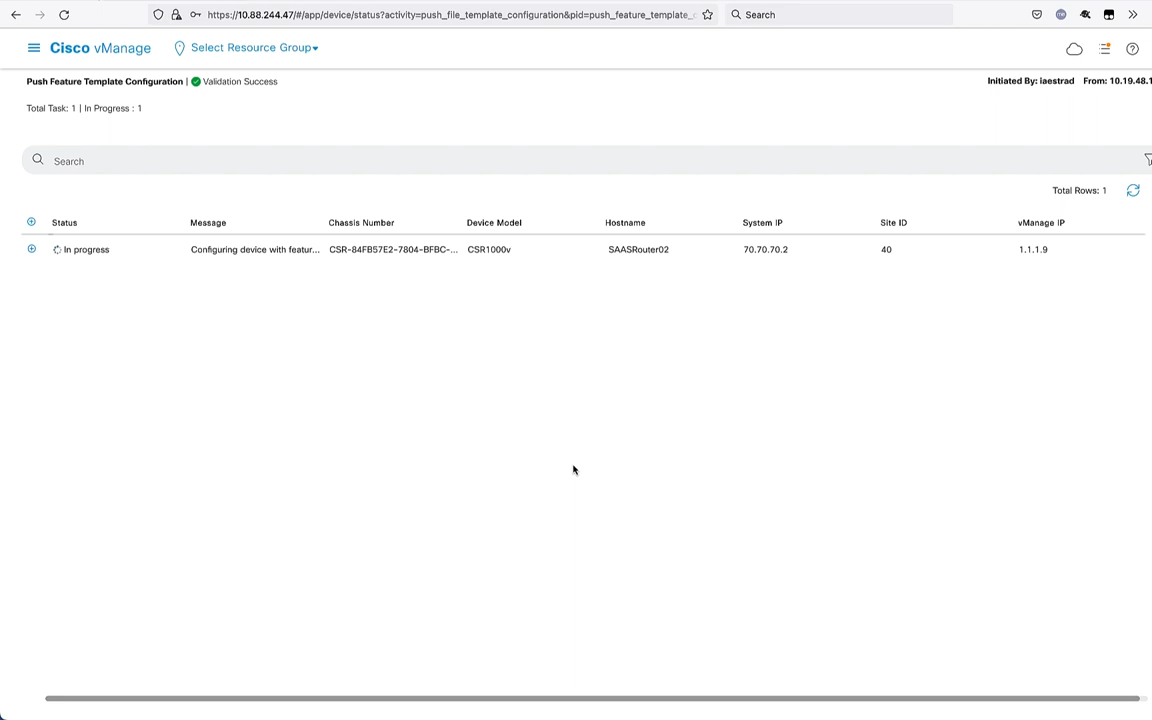 https://10.88.244.47/#/app/device/status?activity=push_file_template_configuration&pid=push_feature_template_
Search
Cisco vManage
Select Resource Group
Push Feature Template Configuration | Validation Success
Initiated By: iaestrad From: 10.19.48.1
Total Task: 1 | In Progress : 1
Search
Total Rows: 1
Status Message Chassis Number Device Model Hostname System IP Site ID vManage IP
In progress Configuring device with featur... CSR-84FB57E2-7804-BFBC-... CSR1000v SAASRouter02 70.70.70.2 40 1.1.1.9